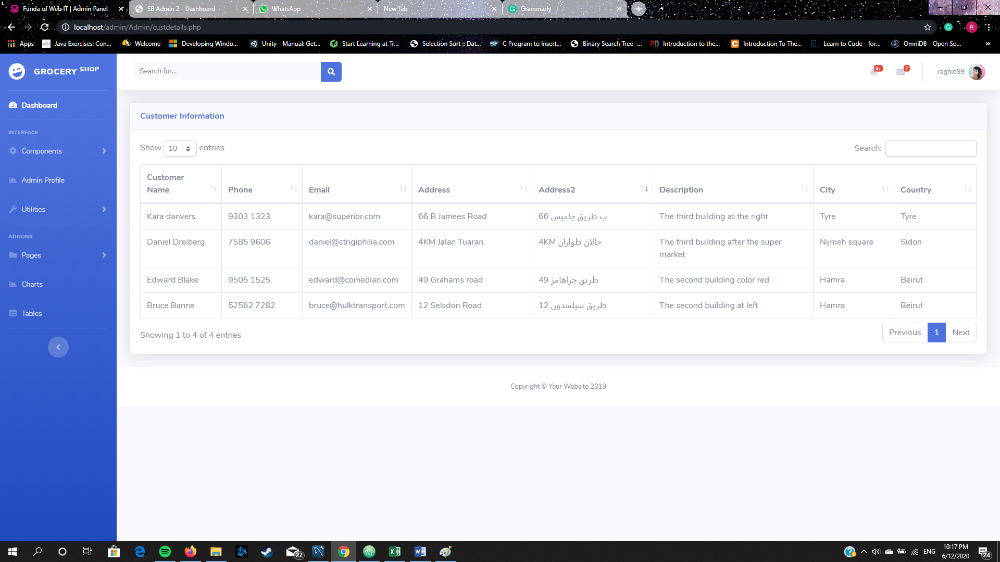 Funda of Web IT | Admin Panel
SB Admin 2 - Dashboard
WhatsApp
New Tab
Grammarly
localhost/admin/Admin/custdetails.php
R
Apps
Java Exercises: Con...
Welcome
Developing Windo...
Unity - Manual: Get...
Start Learning at Tr...
Selection Sort :: Dat...
C Program to Insert...
Binary Search Tree -...
Introduction to the...
Introduction To The...
Learn to Code - for...
OmniDB - Open So...
GROCERY SHOP
Search for...
3+
7
raghid99
Dashboard
INTERFACE
Components
Admin Profile
Utilities
ADDONS
Pages
Charts
Tables
Customer Information
Show 10 entries
Search:
Customer Name Phone Email Address Address2 Description City Country
Kara danvers 9303 1323 kara@superior.com 66 B Jamees Road 66 ب طريق جاميس The third building at the right Tyre Tyre
Daniel Dreiberg 7585 9606 daniel@strigiphilia.com 4KM Jalan Tuaran 4KM جالان طواران The third building after the super market Nijmeh square Sidon
Edward Blake 9505 1525 edward@comedian.com 49 Grahams road 49 طريق جراهامز The second building color red Hamra Beirut
Bruce Banne 52562 7282 bruce@hulktransport.com 12 Selsdon Road 12 طريق سيلسدون The second building at left Hamra Beirut
Showing 1 to 4 of 4 entries
Previous 1 Next
Copyright © Your Website 2019
22
ENG
10:17 PM
6/12/2020
24